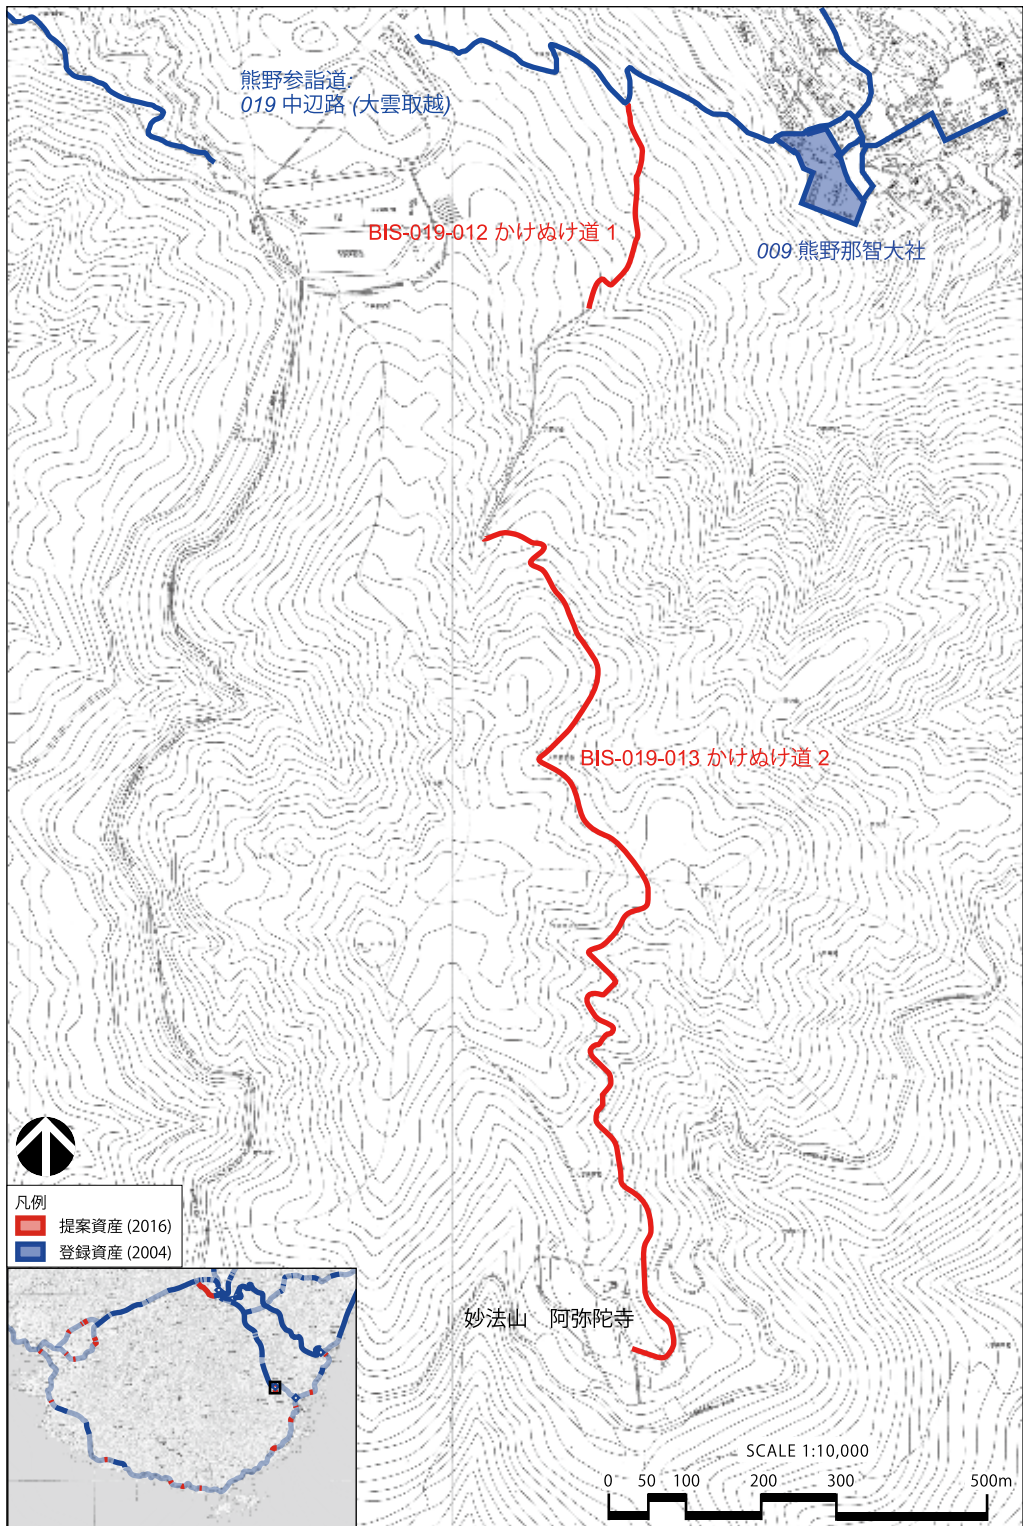 熊野参詣道:
019 中辺路 (大雲取越)
BIS-019-012 かけぬけ道 1
009 熊野那智大社
BIS-019-013 かけぬけ道 2
凡例
提案資産 (2016)
登録資産 (2004)
妙法山　阿弥陀寺
SCALE 1:10,000
0 50 100 200 300 500m